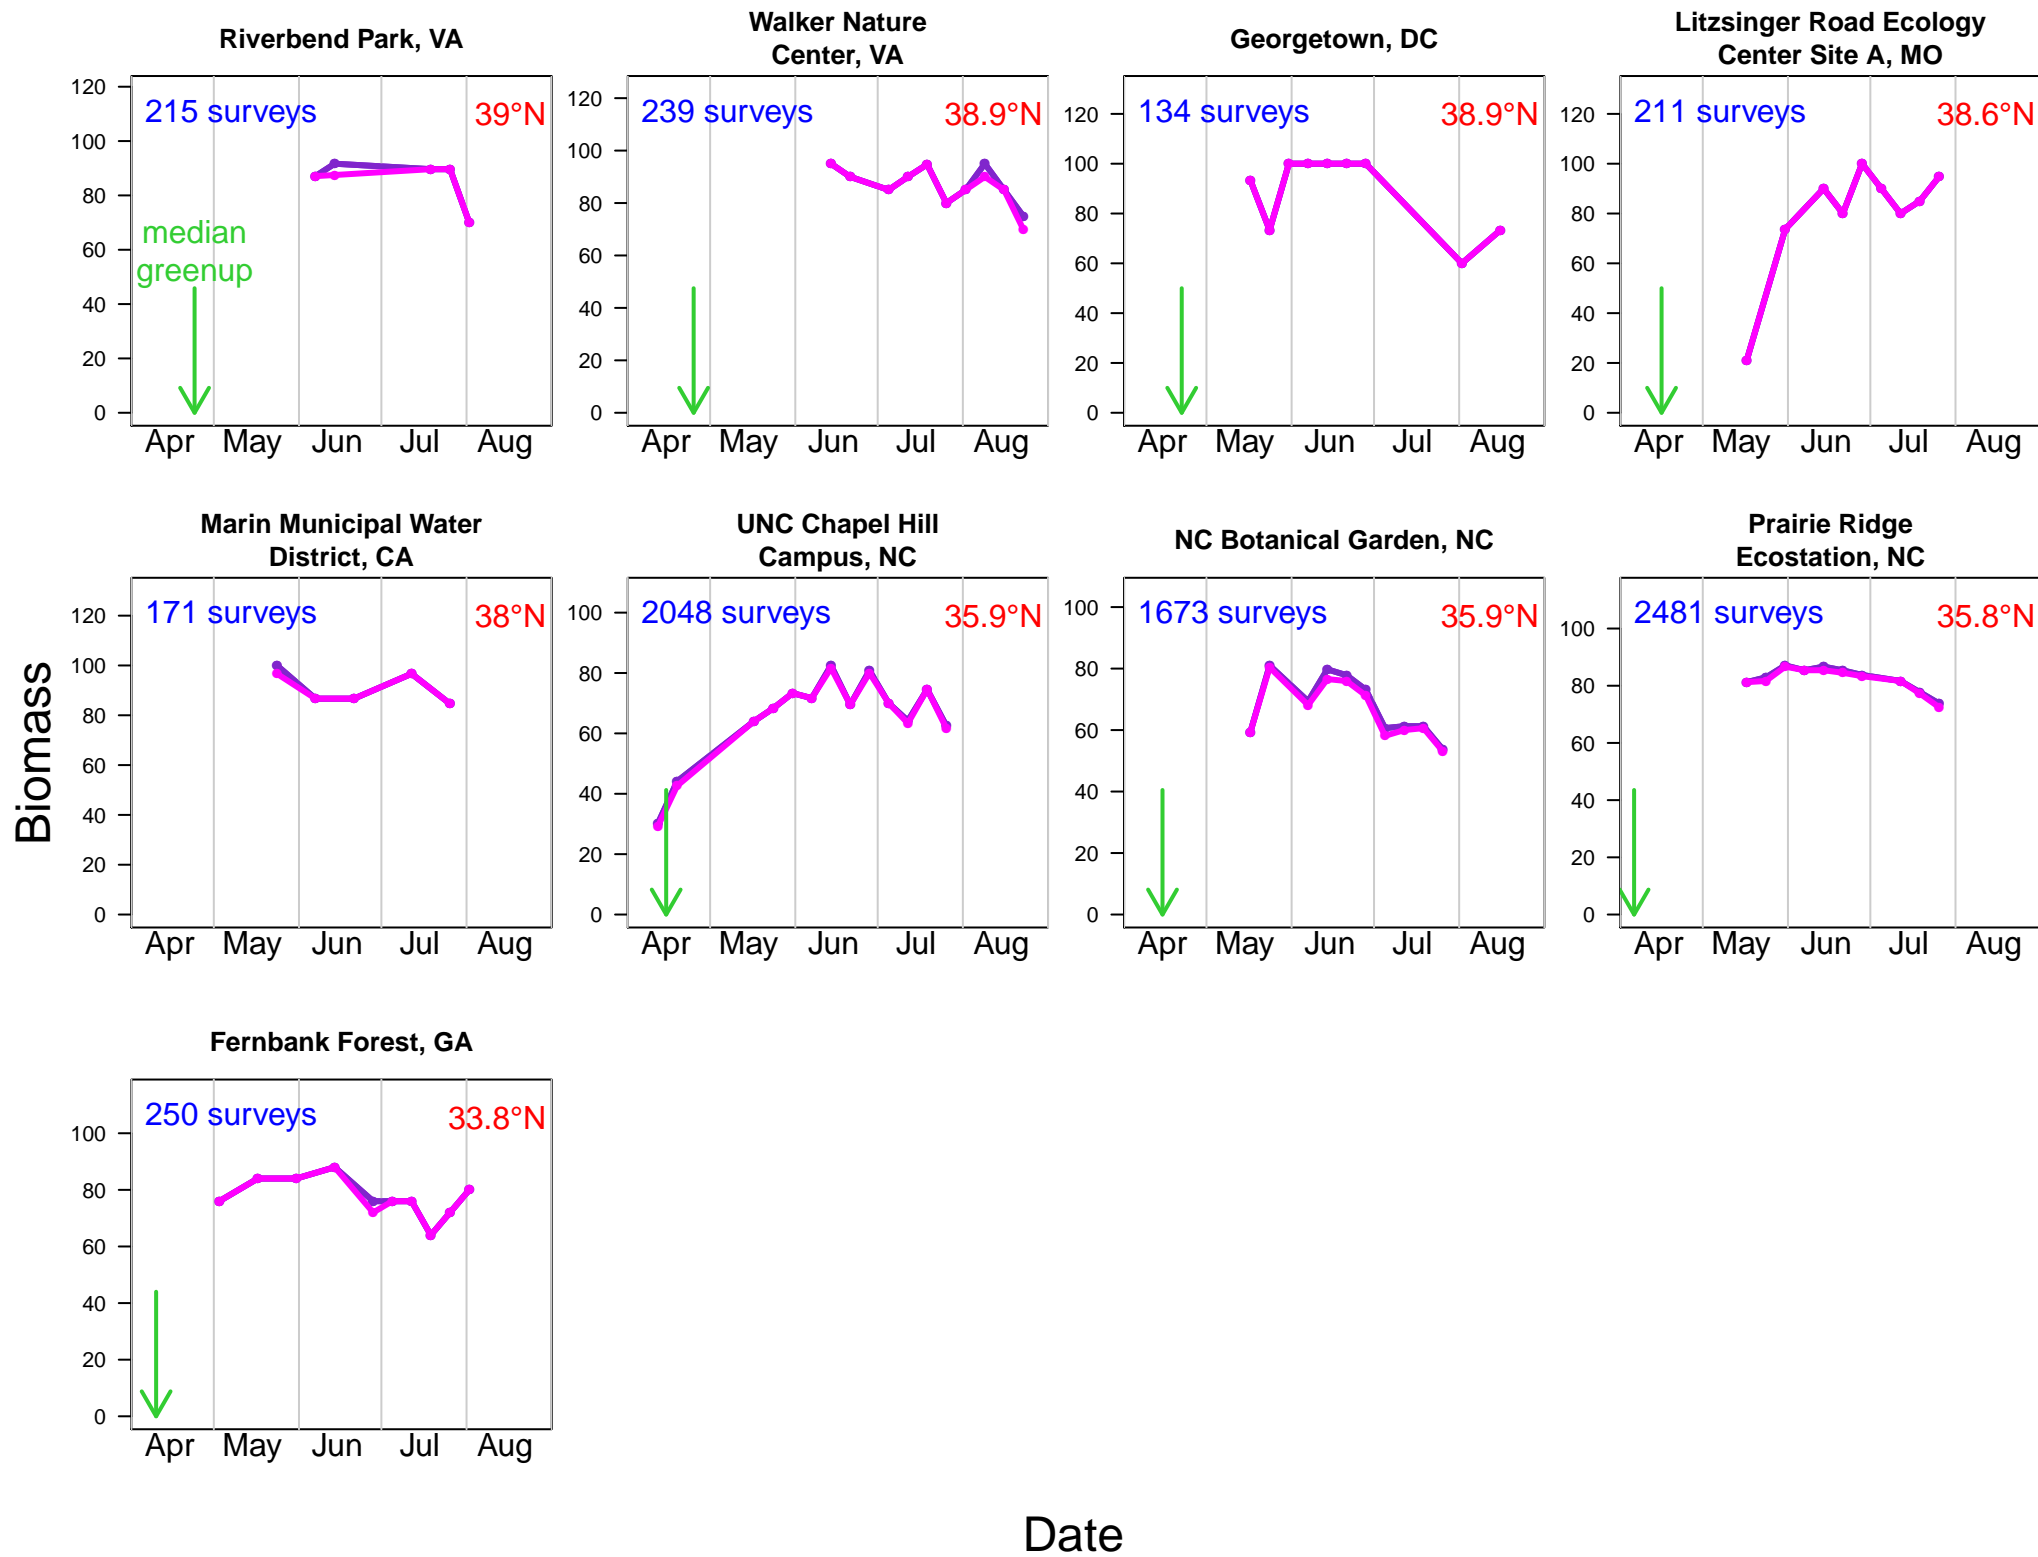 Riverbend Park, VA
120
100
80
60
40
20
0
215 surveys
39°N
median
greenup
Apr May Jun Jul Aug
Walker Nature
Center, VA
120
100
80
60
40
20
0
239 surveys
38.9°N
Apr May Jun Jul Aug
Georgetown, DC
120
100
80
60
40
20
0
134 surveys
38.9°N
Apr May Jun Jul Aug
Litzsinger Road Ecology
Center Site A, MO
120
100
80
60
40
20
0
211 surveys
38.6°N
Apr May Jun Jul Aug
Biomass
Marin Municipal Water
District, CA
120
100
80
60
40
20
0
171 surveys
38°N
Apr May Jun Jul Aug
UNC Chapel Hill
Campus, NC
100
80
60
40
20
0
2048 surveys
35.9°N
Apr May Jun Jul Aug
NC Botanical Garden, NC
100
80
60
40
20
0
1673 surveys
35.9°N
Apr May Jun Jul Aug
Prairie Ridge
Ecostation, NC
100
80
60
40
20
0
2481 surveys
35.8°N
Apr May Jun Jul Aug
Fernbank Forest, GA
100
80
60
40
20
0
250 surveys
33.8°N
Apr May Jun Jul Aug
Date